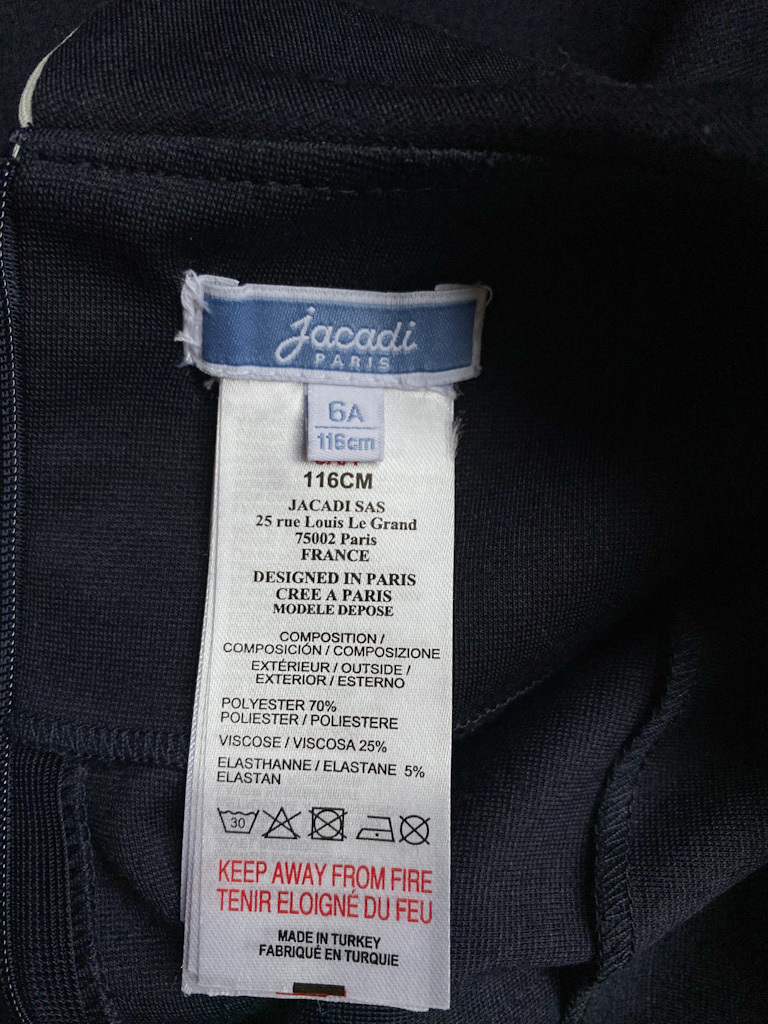 jacadi
PARIS
6A
116cm
116CM
JACADI SAS
25 rue Louis Le Grand
75002 Paris
FRANCE
DESIGNED IN PARIS
CREE A PARIS
MODELE DEPOSE
COMPOSITION /
COMPOSICIÓN / COMPOSIZIONE
EXTÉRIEUR / OUTSIDE /
EXTERIOR / ESTERNO
POLYESTER 70%
POLIESTER / POLIESTERE
VISCOSE / VISCOSA 25%
ELASTHANNE / ELASTANE 5%
ELASTAN
30
KEEP AWAY FROM FIRE
TENIR ELOIGNÉ DU FEU
MADE IN TURKEY
FABRIQUÉ EN TURQUIE